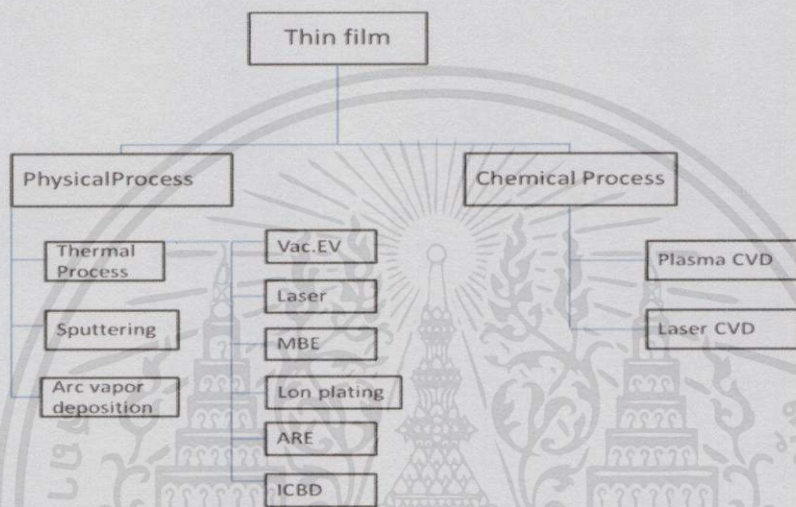 Thin film
PhysicalProcess
Chemical Process
Thermal
Process
Sputtering
Arc vapor
deposition
Vac.EV
Laser
MBE
Lon plating
ARE
ICBD
Plasma CVD
Laser CVD